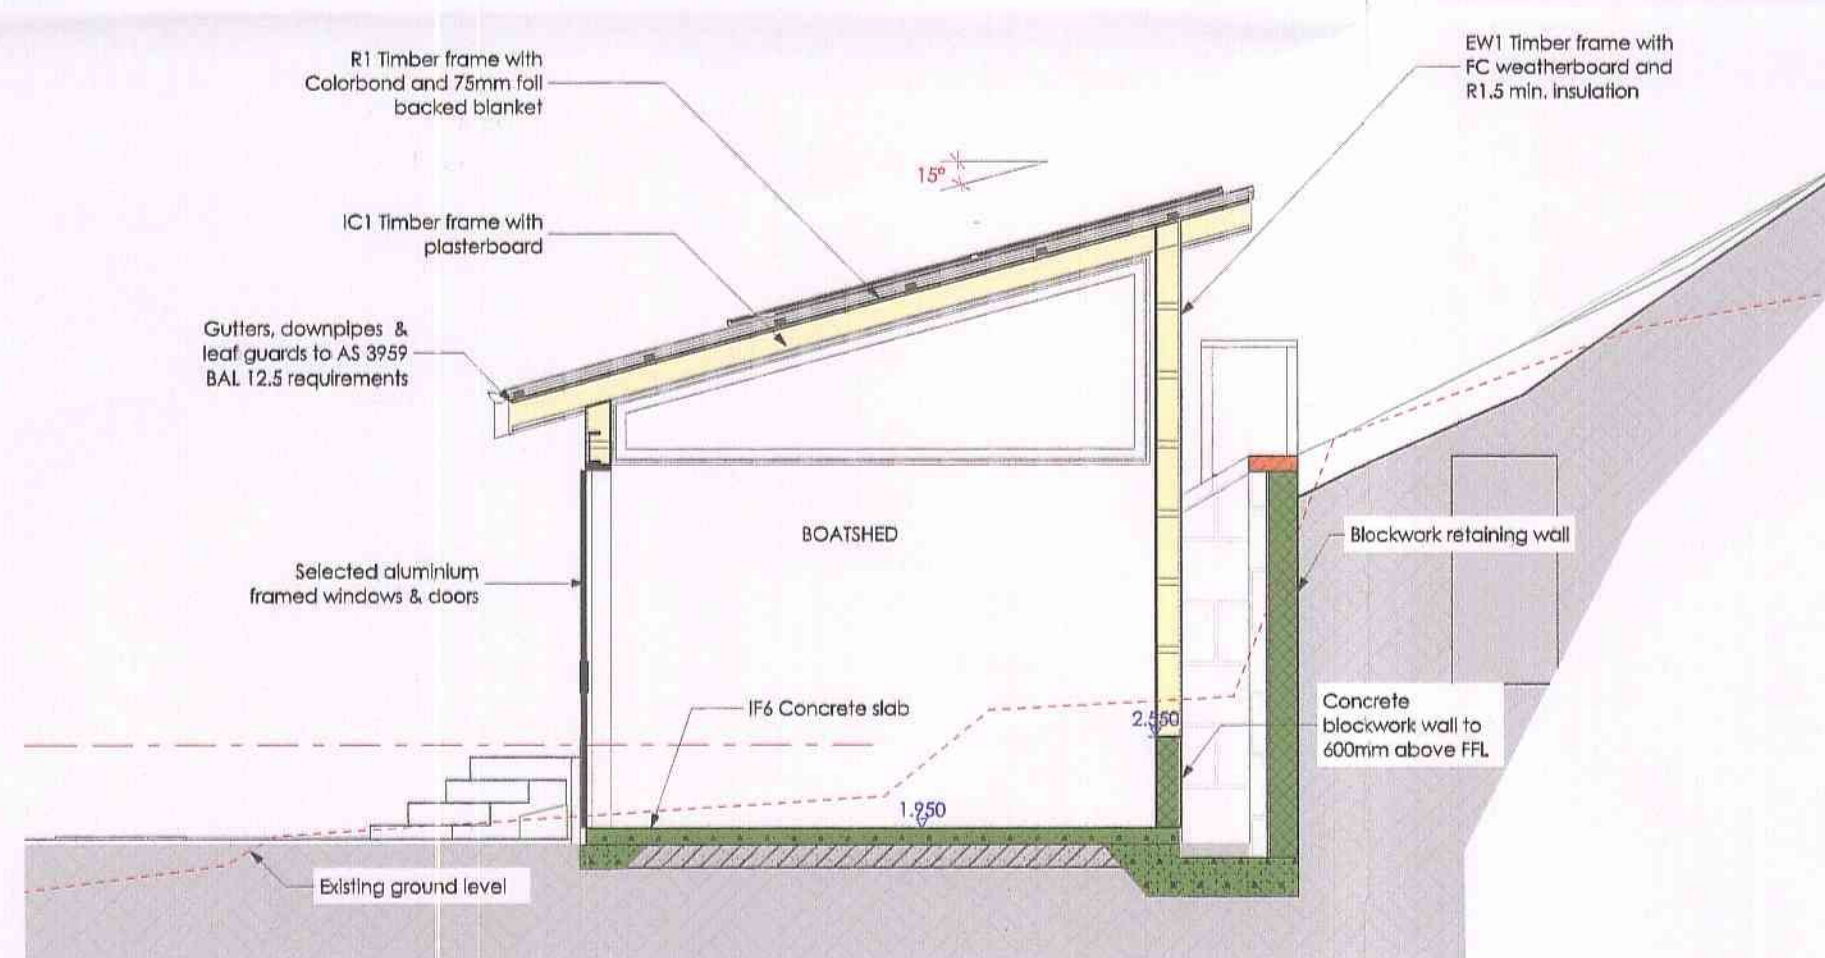 R1 Timber frame with
Colorbond and 75mm foil
backed blanket
EW1 Timber frame with
FC weatherboard and
R1.5 min. insulation
15°
IC1 Timber frame with
plasterboard
Gutters, downpipes &
leaf guards to AS 3959
BAL 12.5 requirements
BOATSHED
Blockwork retaining wall
Selected aluminium
framed windows & doors
IF6 Concrete slab
2.550
Concrete
blockwork wall to
600mm above FFL
1.950
Existing ground level